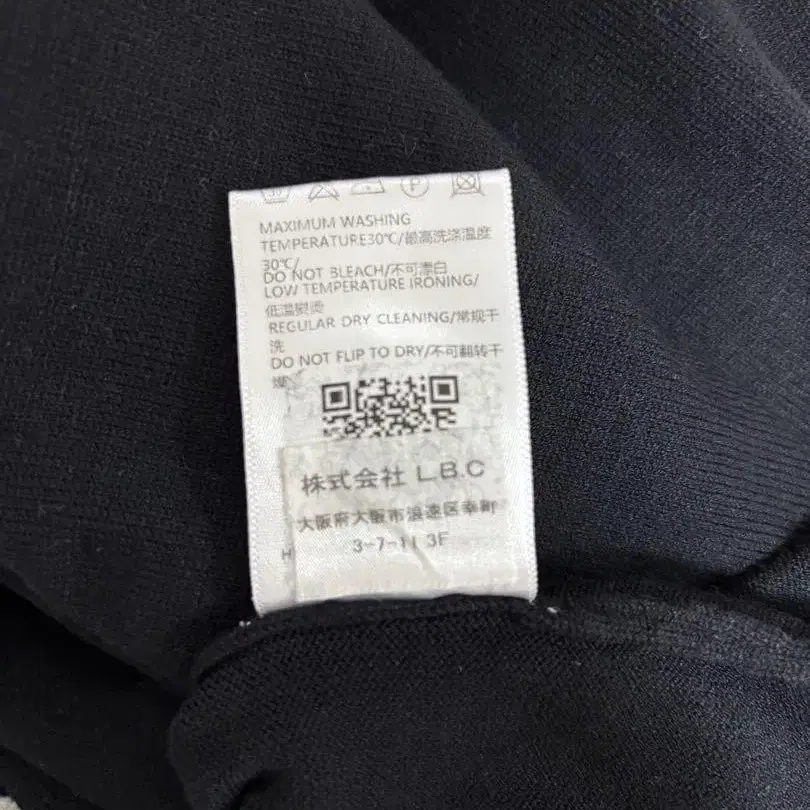 MAXIMUM WASHING
TEMPERATURE30℃/最高洗涤温度
30℃/
DO NOT BLEACH/不可漂白
LOW TEMPERATURE IRONING/
低温熨烫
REGULAR DRY CLEANING/常规干
洗
DO NOT FLIP TO DRY/不可翻转干
燥
株式会社 L.B.C
大阪府大阪市浪速区幸町
3-7-11 3F
H